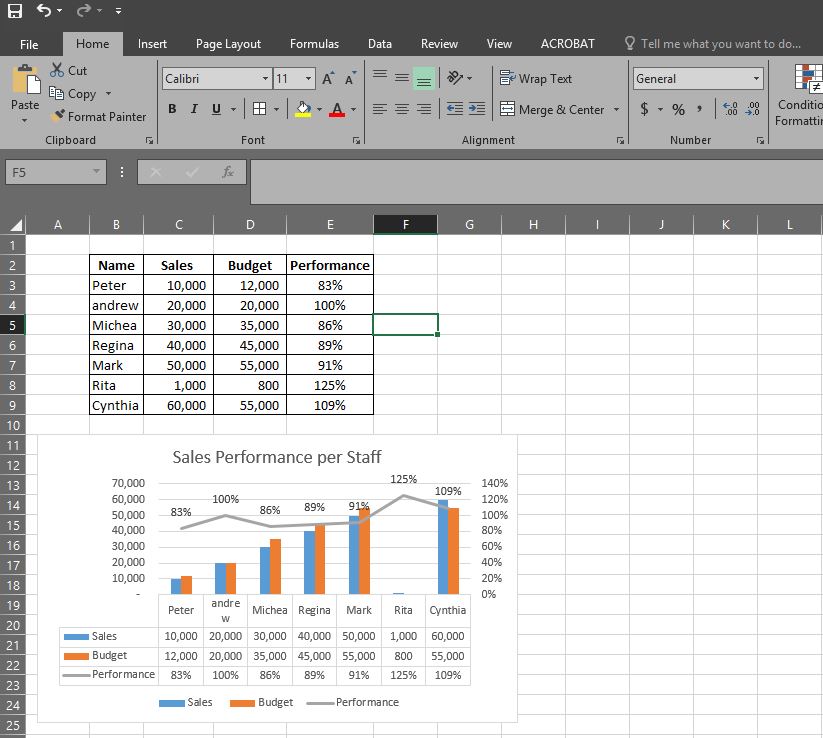 File Home Insert Page Layout Formulas Data Review View ACROBAT Tell me what you want to do...
Cut
Calibri 11 A A Wrap Text General
Paste Copy
B I U A Merge & Center $ % , .0 .00 .00 .0 Conditio
Format Painter Formattin
Clipboard Font Alignment Number
F5 fx
A B C D E F G H I J K L
1
2 Name Sales Budget Performance
3 Peter 10,000 12,000 83%
4 andrew 20,000 20,000 100%
5 Michea 30,000 35,000 86%
6 Regina 40,000 45,000 89%
7 Mark 50,000 55,000 91%
8 Rita 1,000 800 125%
9 Cynthia 60,000 55,000 109%
10
11
12
13
14
15
16
17
18
19
20
21
22
23
24
25
Sales Performance per Staff
70,000
60,000
50,000
40,000
30,000
20,000
10,000
-
83% 100% 86% 89% 91% 125% 109%
140%
120%
100%
80%
60%
40%
20%
0%
Peter andre w Michea Regina Mark Rita Cynthia
Sales 10,000 20,000 30,000 40,000 50,000 1,000 60,000
Budget 12,000 20,000 35,000 45,000 55,000 800 55,000
Performance 83% 100% 86% 89% 91% 125% 109%
Sales Budget Performance